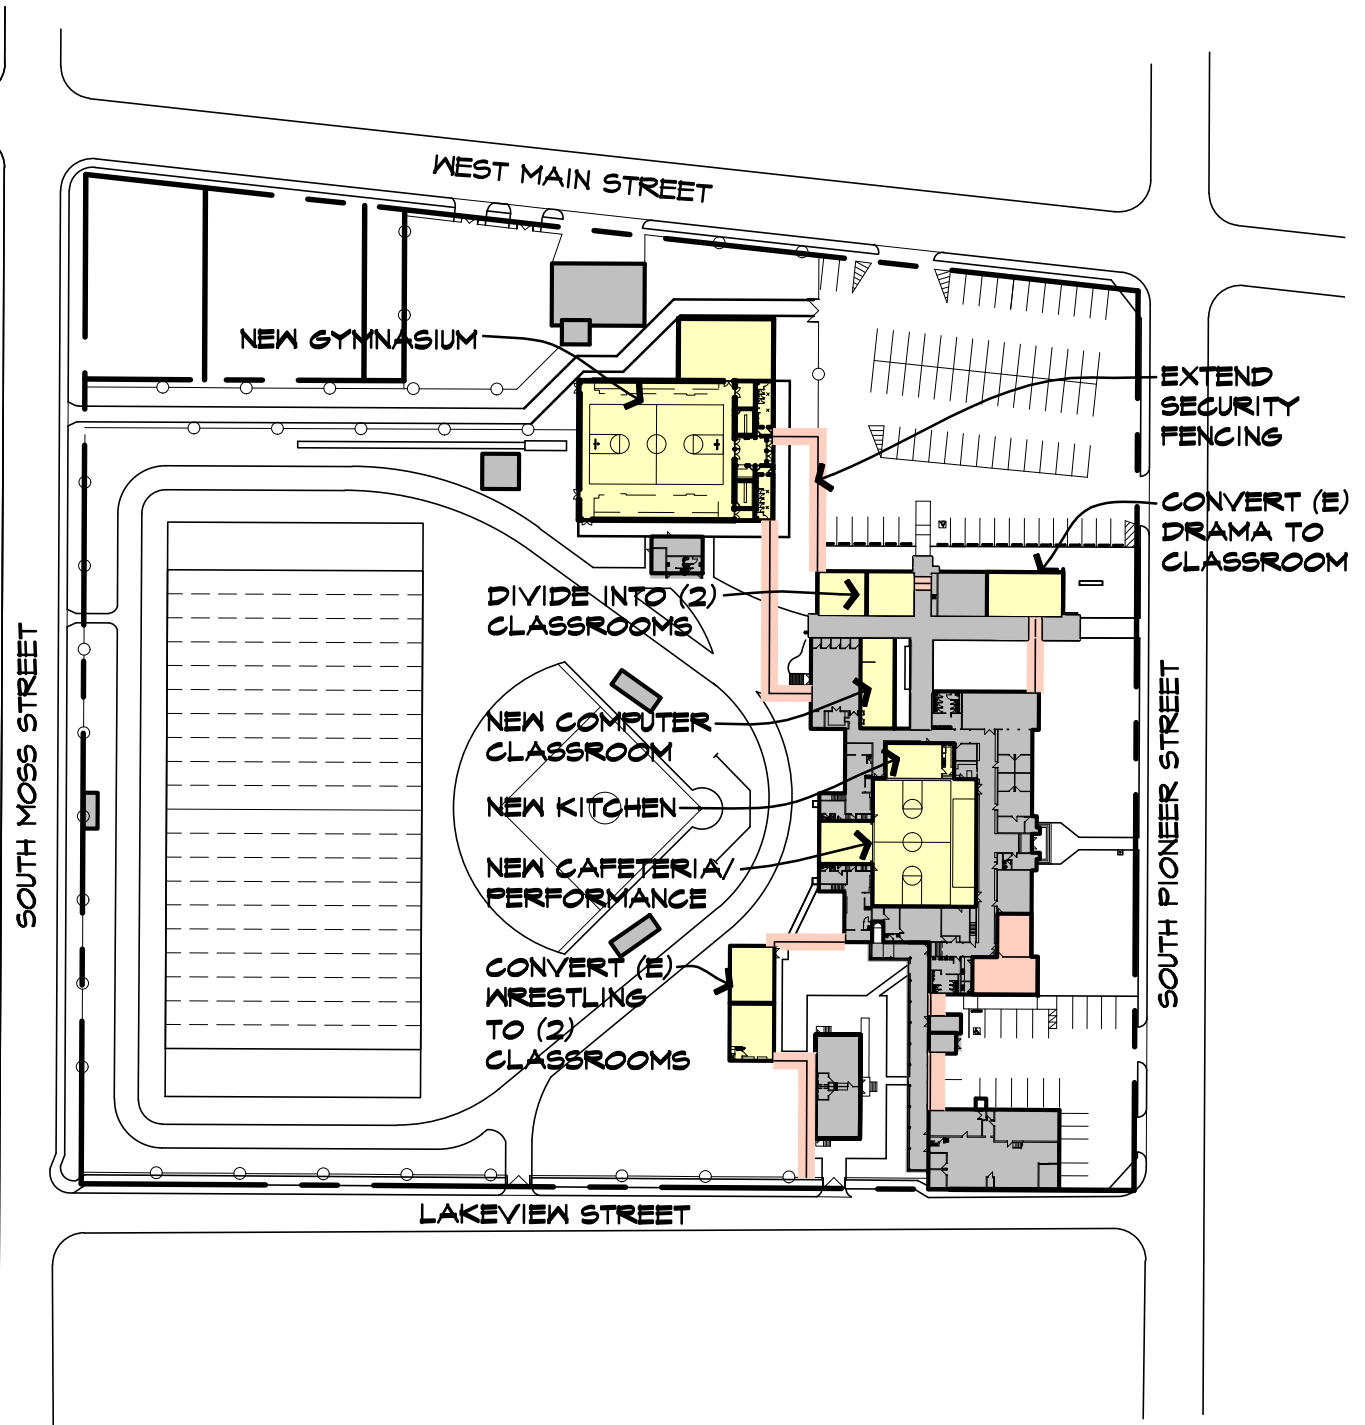 WEST MAIN STREET
NEW GYMNASIUM
EXTEND
SECURITY
FENCING
CONVERT (E)
DRAMA TO
CLASSROOM
DIVIDE INTO (2)
CLASSROOMS
NEW COMPUTER
CLASSROOM
NEW KITCHEN
NEW CAFETERIA/
PERFORMANCE
CONVERT (E)
WRESTLING
TO (2)
CLASSROOMS
SOUTH MOSS STREET
SOUTH PIONEER STREET
LAKEVIEW STREET